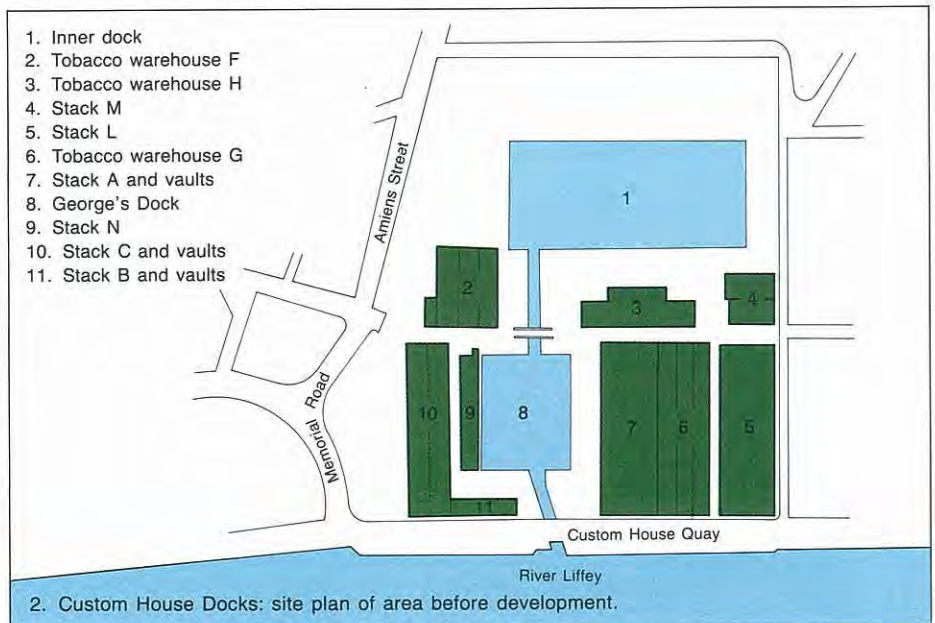 1. Inner dock
2. Tobacco warehouse F
3. Tobacco warehouse H
4. Stack M
5. Stack L
6. Tobacco warehouse G
7. Stack A and vaults
8. George's Dock
9. Stack N
10. Stack C and vaults
11. Stack B and vaults
Amiens Street
1
2
3
4
Memorial Road
10
9
8
7
6
5
11
Custom House Quay
River Liffey
2. Custom House Docks: site plan of area before development.